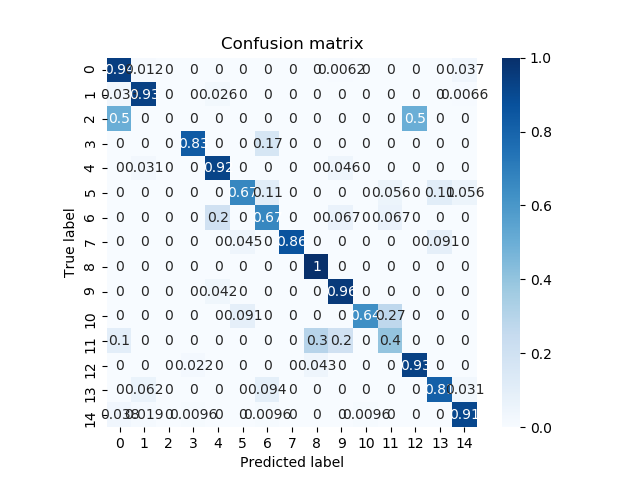 Confusion matrix
0 0.94 0.012 0 0 0 0 0 0 0 0.0062 0 0 0 0 0.037
1 0.93 0 0 0.026 0 0 0 0 0 0 0 0 0 0.0066
2 0.5 0 0 0 0 0 0 0 0 0 0 0 0.5 0 0
3 0 0 0 0.83 0 0 0.17 0 0 0 0 0 0 0 0
4 0 0.031 0 0 0.92 0 0 0 0 0.046 0 0 0 0 0
5 0 0 0 0 0 0.67 0.11 0 0 0 0 0.056 0 0.11 0.056
6 0 0 0 0 0.2 0 0.67 0 0 0.067 0 0.067 0 0 0
7 0 0 0 0 0 0.045 0 0.86 0 0 0 0 0 0.091 0
8 0 0 0 0 0 0 0 0 1 0 0 0 0 0 0
9 0 0 0 0 0.042 0 0 0 0 0.96 0 0 0 0 0
10 0 0 0 0 0 0.091 0 0 0 0 0.64 0.27 0 0 0
11 0.1 0 0 0 0 0 0 0 0.3 0.2 0 0.4 0 0 0
12 0 0 0 0.022 0 0 0 0 0.043 0 0 0 0.93 0 0
13 0 0.062 0 0 0 0 0.094 0 0 0 0 0 0 0.81 0.031
14 0.038 0.019 0 0.0096 0 0 0.0096 0 0 0 0.0096 0 0 0 0.91
0 1 2 3 4 5 6 7 8 9 10 11 12 13 14
Predicted label
True label
1.0
0.8
0.6
0.4
0.2
0.0